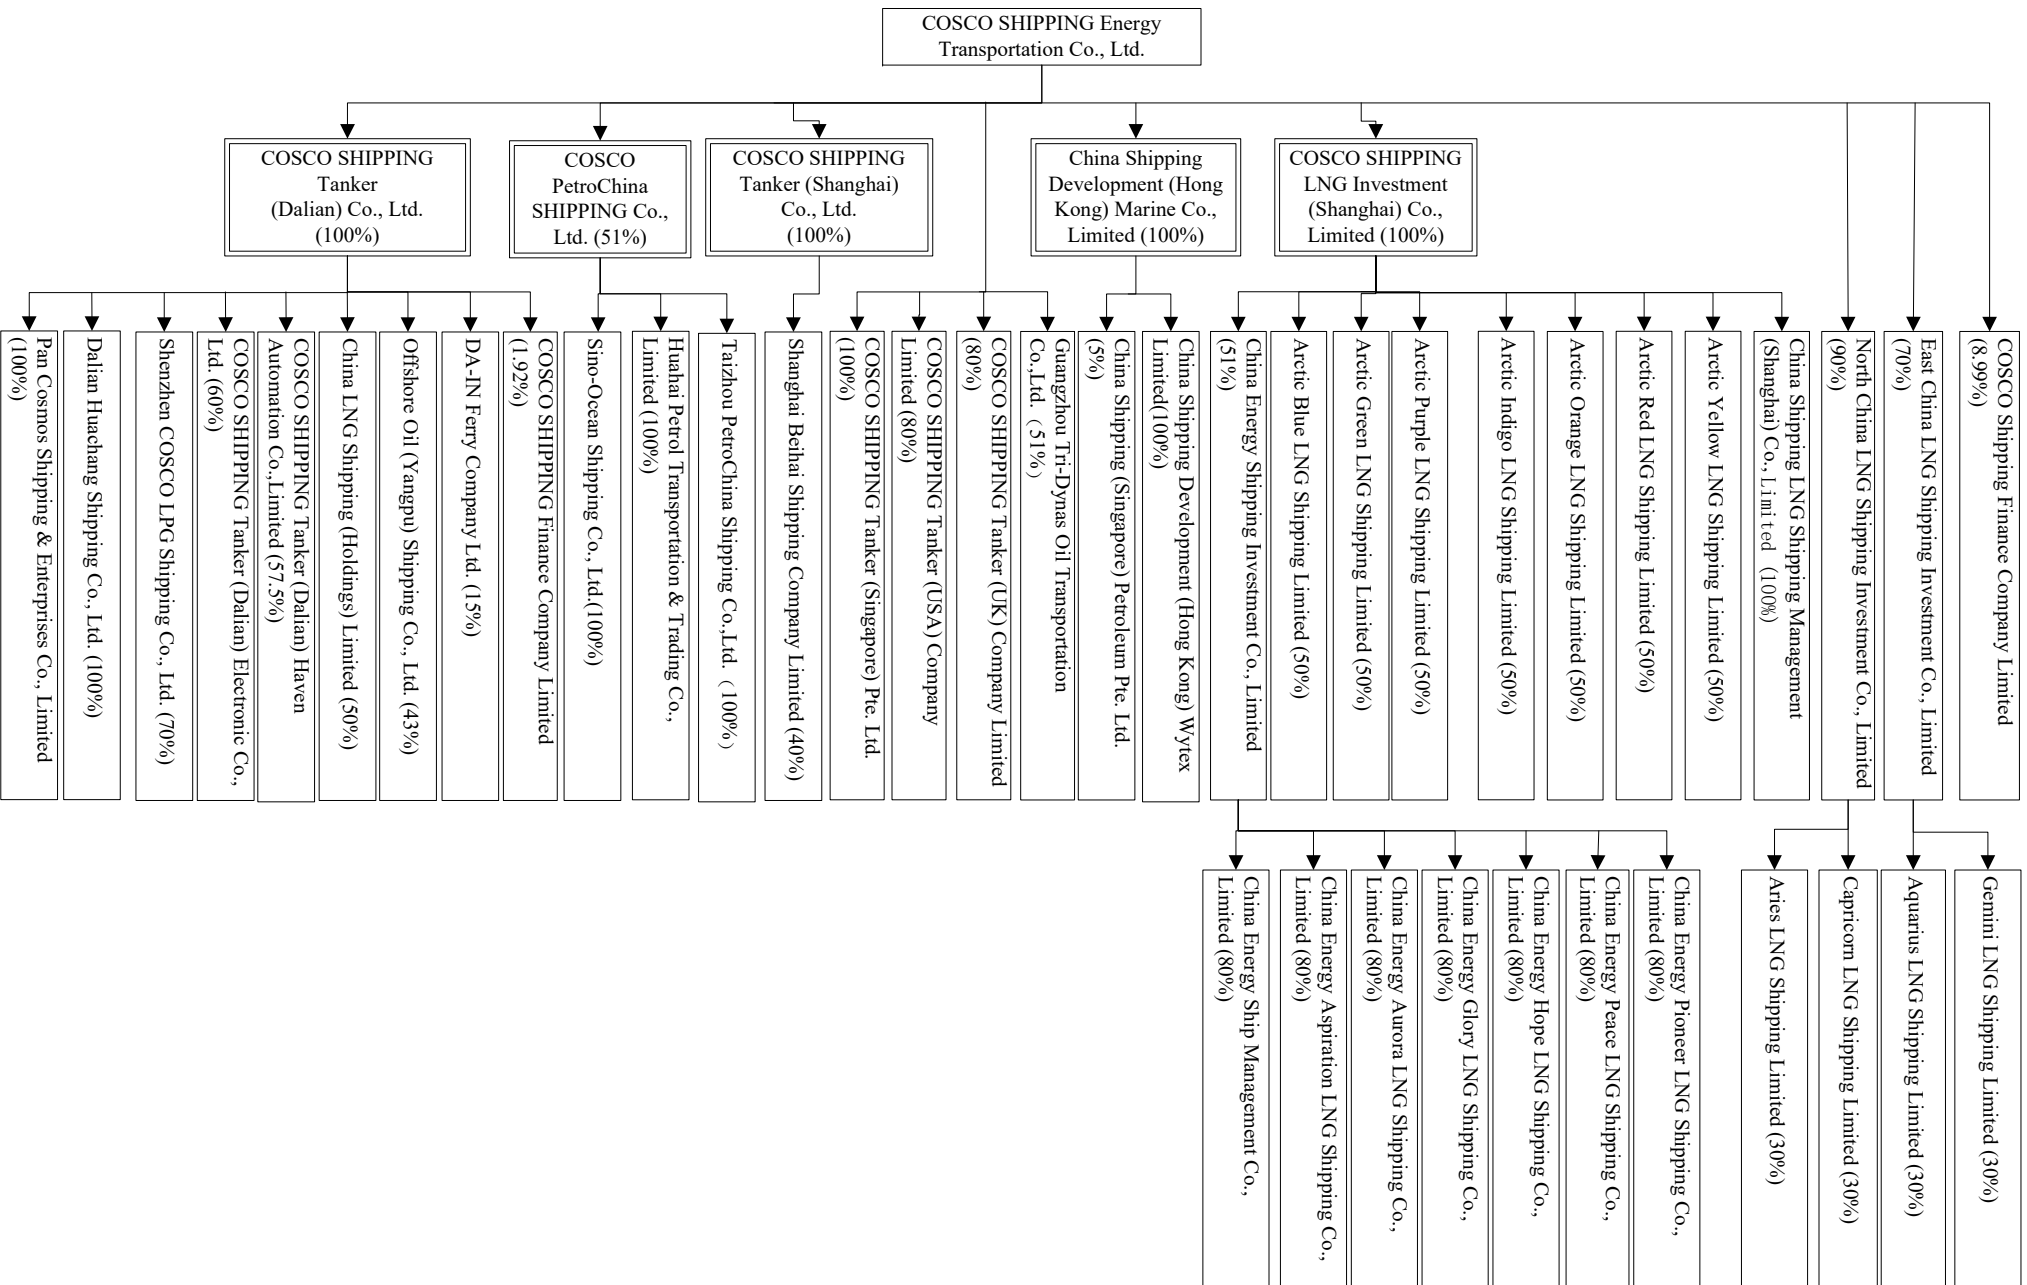 COSCO SHIPPING Energy
Transportation Co., Ltd.
COSCO SHIPPING
Tanker
(Dalian) Co., Ltd.
(100%)
COSCO
PetroChina
SHIPPING Co.,
Ltd. (51%)
COSCO SHIPPING
Tanker (Shanghai)
Co., Ltd.
(100%)
China Shipping
Development (Hong
Kong) Marine Co.,
Limited (100%)
COSCO SHIPPING
LNG Investment
(Shanghai) Co.,
Limited (100%)
Pan Cosmos Shipping & Enterprises Co., Limited
(100%)
Dalian Huachang Shipping Co., Ltd. (100%)
Shenzhen COSCO LPG Shipping Co., Ltd. (70%)
COSCO SHIPPING Tanker (Dalian) Electronic Co.,
Ltd. (60%)
COSCO SHIPPING Tanker (Dalian) Haven
Automation Co.,Limited (57.5%)
China LNG Shipping (Holdings) Limited (50%)
Offshore Oil (Yangpu) Shipping Co., Ltd. (43%)
DA-IN Ferry Company Ltd. (15%)
COSCO SHIPPING Finance Company Limited
(1.92%)
Sino-Ocean Shipping Co., Ltd.(100%)
Huahai Petrol Transportation & Trading Co.,
Limited (100%)
Taizhou PetroChina Shipping Co.,Ltd. (100%)
Shanghai Beihai Shipping Company Limited (40%)
COSCO SHIPPING Tanker (Singapore) Pte. Ltd.
(100%)
COSCO SHIPPING Tanker (USA) Company
Limited (80%)
COSCO SHIPPING Tanker (UK) Company Limited
(80%)
Guangzhou Tri-Dynas Oil Transportation
Co.,Ltd. (51%)
China Shipping (Singapore) Petroleum Pte. Ltd.
(5%)
China Shipping Development (Hong Kong) Wytex
Limited(100%)
China Energy Shipping Investment Co., Limited
(51%)
Arctic Blue LNG Shipping Limited (50%)
Arctic Green LNG Shipping Limited (50%)
Arctic Purple LNG Shipping Limited (50%)
Arctic Indigo LNG Shipping Limited (50%)
Arctic Orange LNG Shipping Limited (50%)
Arctic Red LNG Shipping Limited (50%)
Arctic Yellow LNG Shipping Limited (50%)
China Shipping LNG Shipping Management
(Shanghai) Co., Limited (100%)
North China LNG Shipping Investment Co., Limited
(90%)
East China LNG Shipping Investment Co., Limited
(70%)
COSCO Shipping Finance Company Limited
(8.99%)
China Energy Ship Management Co.,
Limited (80%)
China Energy Aspiration LNG Shipping Co.,
Limited (80%)
China Energy Aurora LNG Shipping Co.,
Limited (80%)
China Energy Glory LNG Shipping Co.,
Limited (80%)
China Energy Hope LNG Shipping Co.,
Limited (80%)
China Energy Peace LNG Shipping Co.,
Limited (80%)
China Energy Pioneer LNG Shipping Co.,
Limited (80%)
Aries LNG Shipping Limited (30%)
Capricorn LNG Shipping Limited (30%)
Aquarius LNG Shipping Limited (30%)
Gemini LNG Shipping Limited (30%)